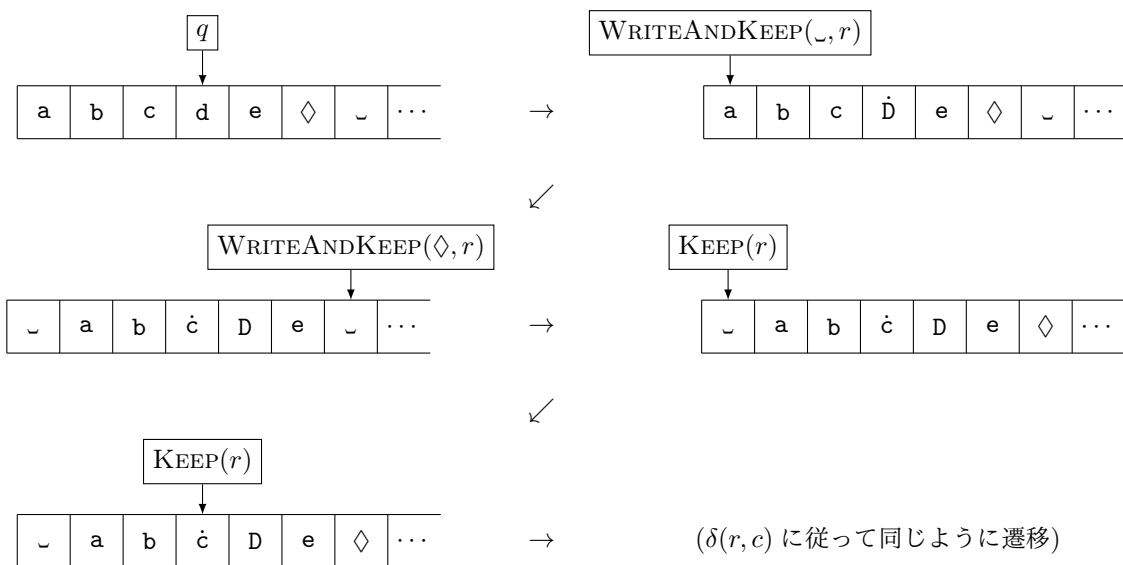 q
WRITEANDKEEP(␣, r)
a b c d e ◇ ␣ ···
→
a b c Ḋ e ◇ ␣ ···
↙
WRITEANDKEEP(◇, r)
KEEP(r)
␣ a b ċ D e ␣ ···
→
␣ a b ċ D e ◇ ···
↙
KEEP(r)
␣ a b ċ D e ◇ ···
→
(δ(r, c) に従って同じように遷移)